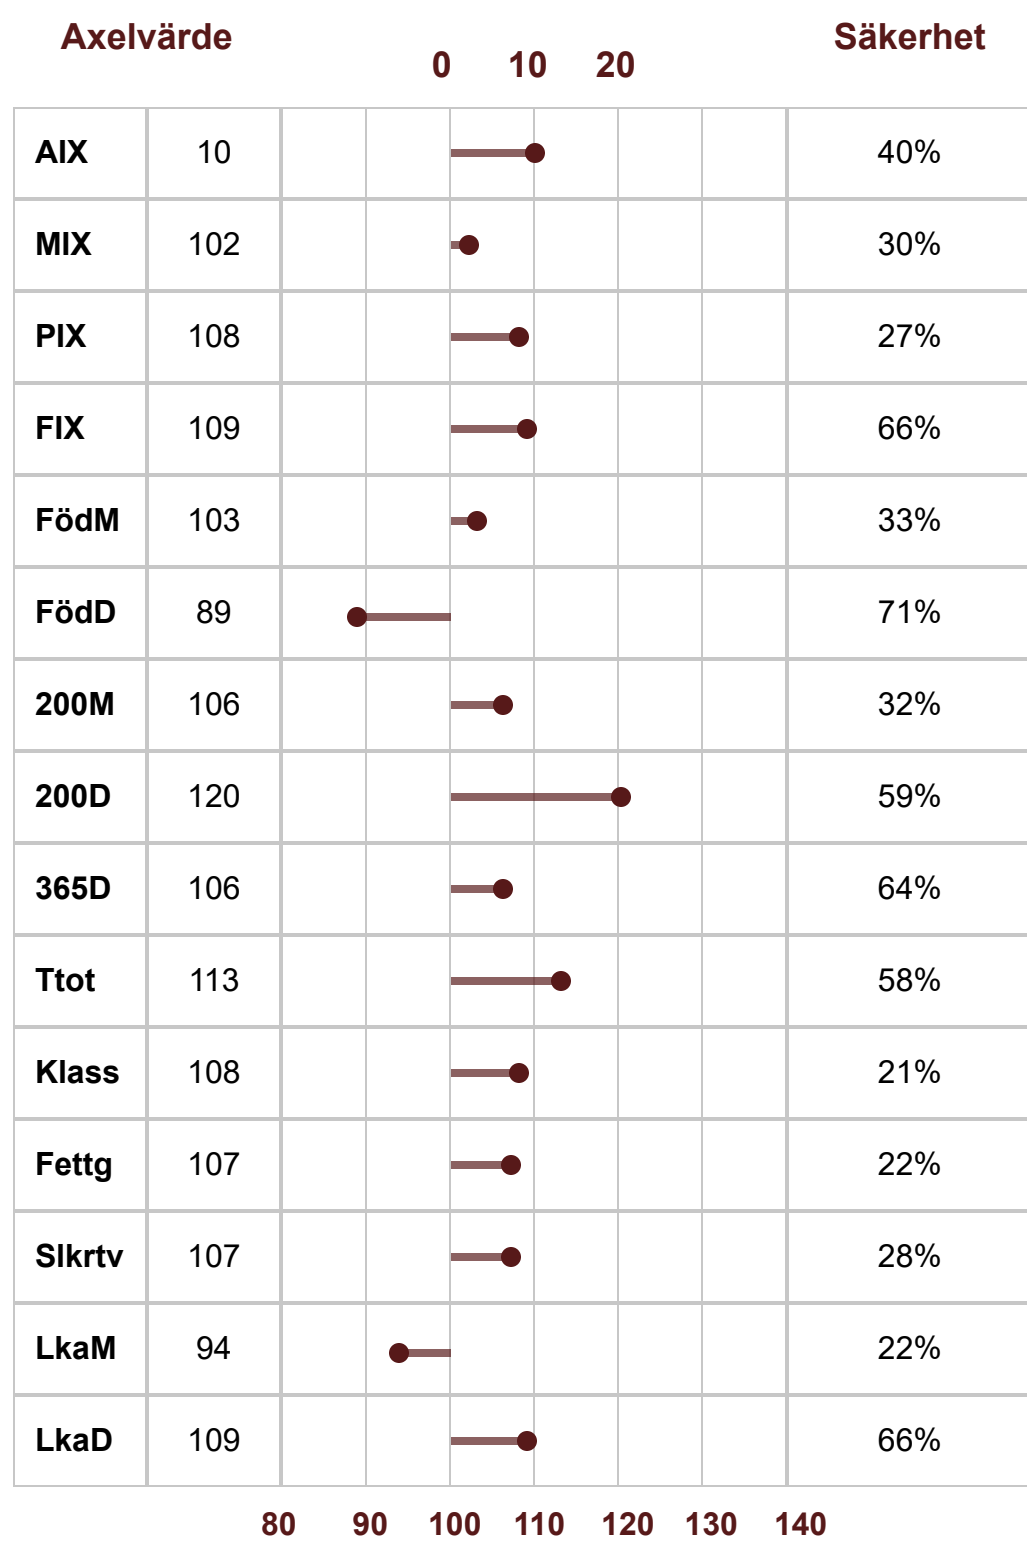 Axelvärde Säkerhet
0 10 20
AIX 10 40%
MIX 102 30%
PIX 108 27%
FIX 109 66%
FödM 103 33%
FödD 89 71%
200M 106 32%
200D 120 59%
365D 106 64%
Ttot 113 58%
Klass 108 21%
Fettg 107 22%
Slkrtv 107 28%
LkaM 94 22%
LkaD 109 66%
80 90 100 110 120 130 140